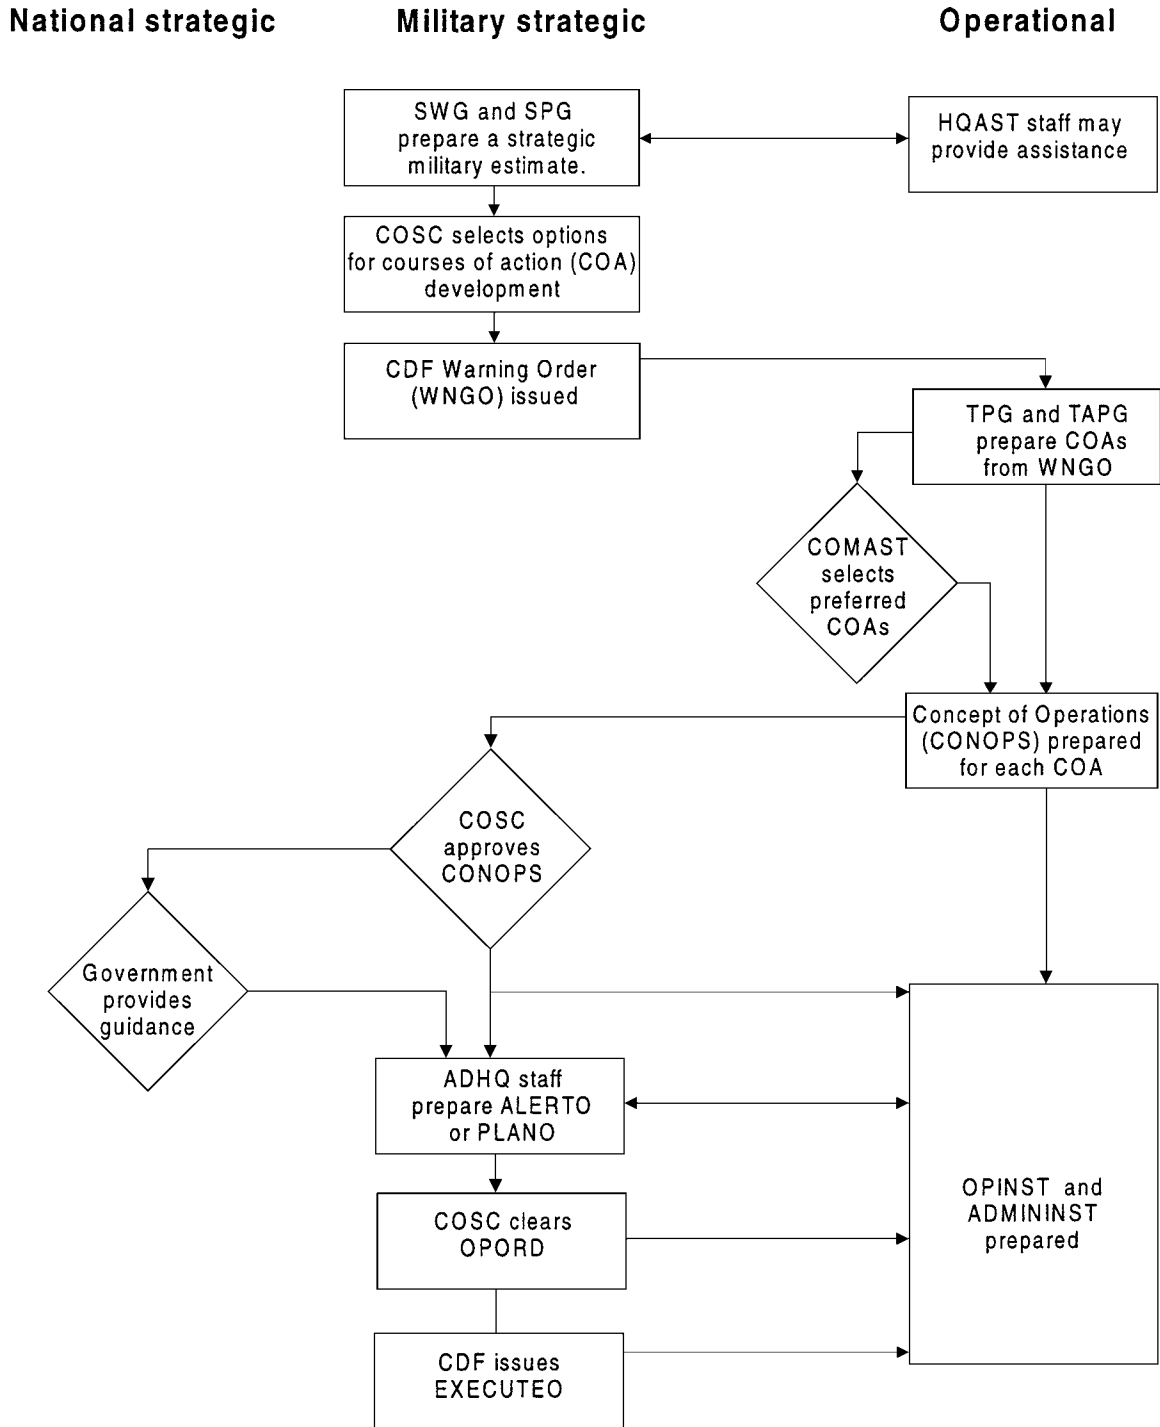 National strategic
Military strategic
Operational
SWG and SPG
prepare a strategic
military estimate.
HQAST staff may
provide assistance
COSC selects options
for courses of action (COA)
development
CDF Warning Order
(WNGO) issued
TPG and TAPG
prepare COAs
from WNGO
COMAST
selects
preferred
COAs
Concept of Operations
(CONOPS) prepared
for each COA
COSC
approves
CONOPS
Government
provides
guidance
ADHQ staff
prepare ALERTO
or PLANO
OPINST and
ADMININST
prepared
COSC clears
OPORD
CDF issues
EXECUTEO